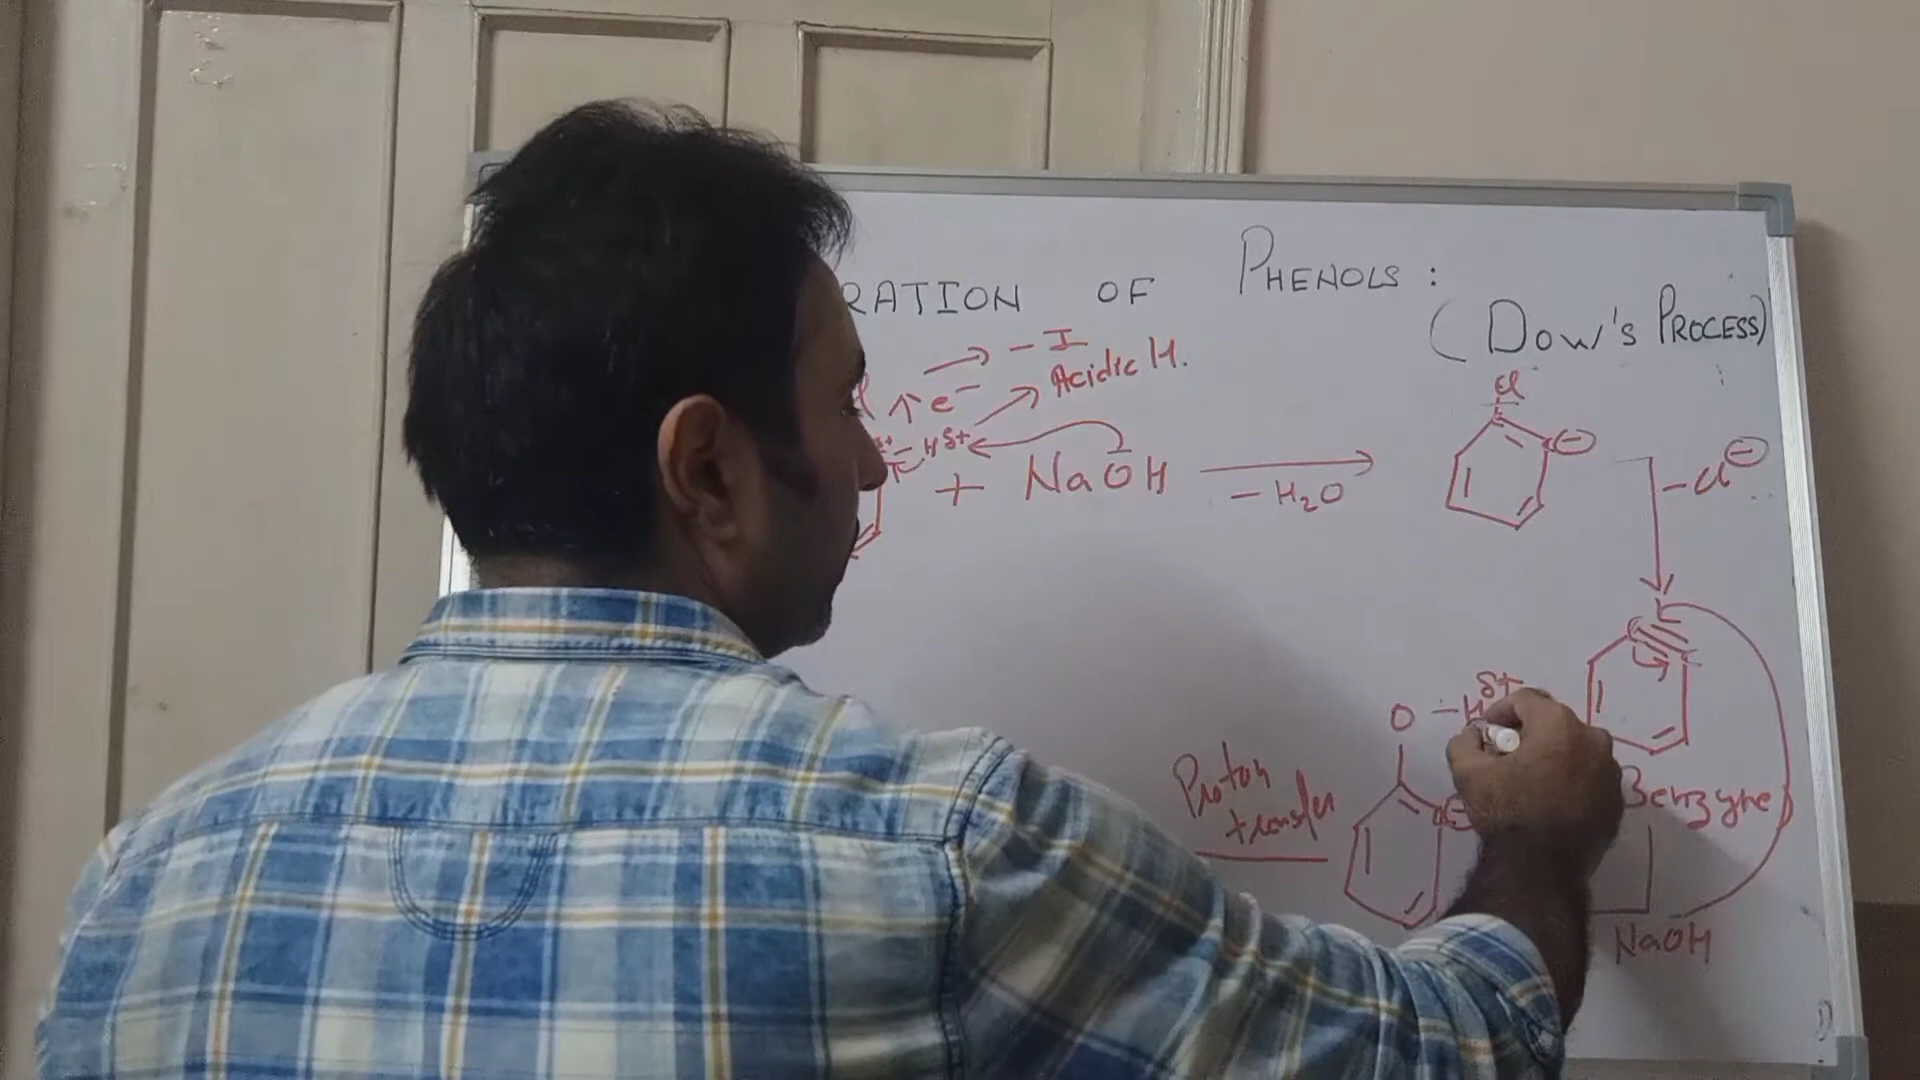 RATION OF PHENOLS:
(DOW'S PROCESS)
→ -I
↑ e⁻ → Acidic H.
Cl
-H δ+
+ NaOH → -H₂O
⊖
-Cl⊖
δ+
O -H
Proton transfer
Benzyne
NaOH